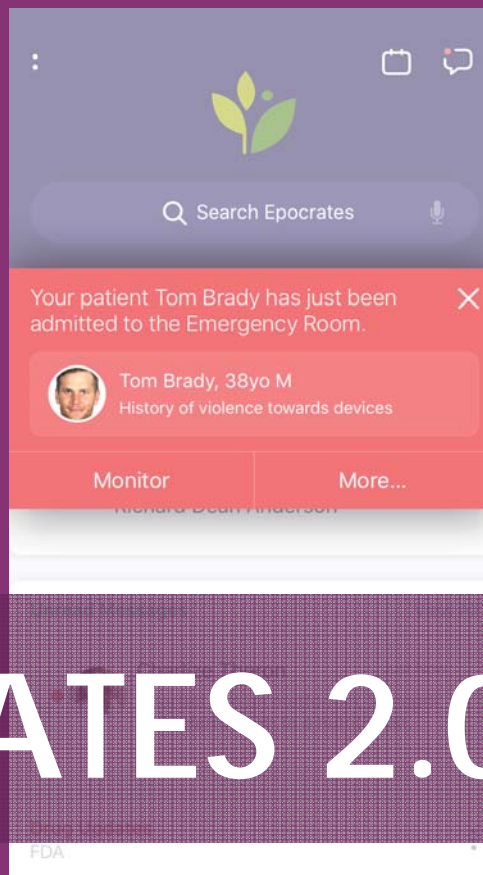 Search Epocrates
Your patient Tom Brady has just been
admitted to the Emergency Room.
Tom Brady, 38yo M
History of violence towards devices
Monitor
More...
Richard Dean Anderson
ATES 2.0
FDA